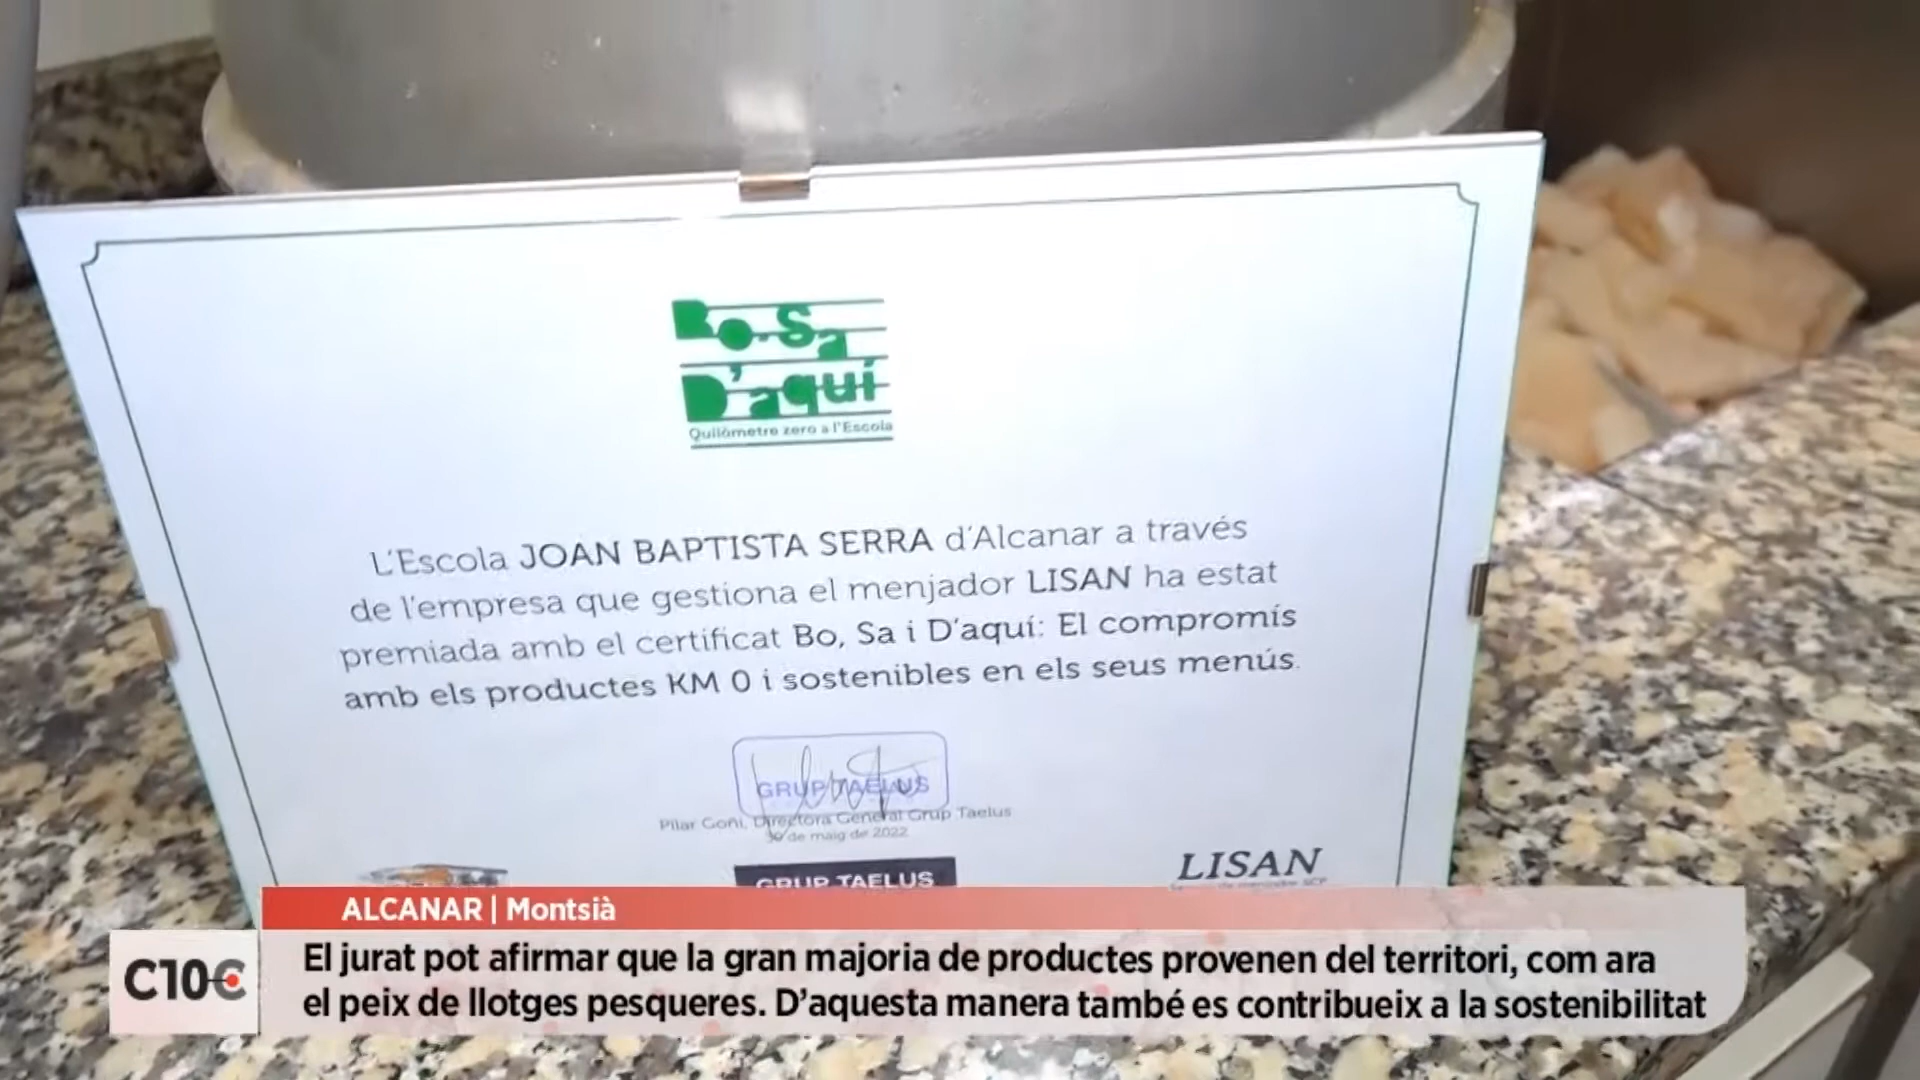 Bo.Sa
D'aquí
Quilòmetre zero a l'Escola
L'Escola JOAN BAPTISTA SERRA d'Alcanar a través
de l'empresa que gestiona el menjador LISAN ha estat
premiada amb el certificat Bo, Sa i D'aquí: El compromís
amb els productes KM 0 i sostenibles en els seus menús.
GRUP TAELUS
Pilar Goñi, Directora General Grup Taelus
30 de maig de 2022
GRUP TAELUS
LISAN
ALCANAR | Montsià
C10
El jurat pot afirmar que la gran majoria de productes provenen del territori, com ara
el peix de llotges pesqueres. D'aquesta manera també es contribueix a la sostenibilitat